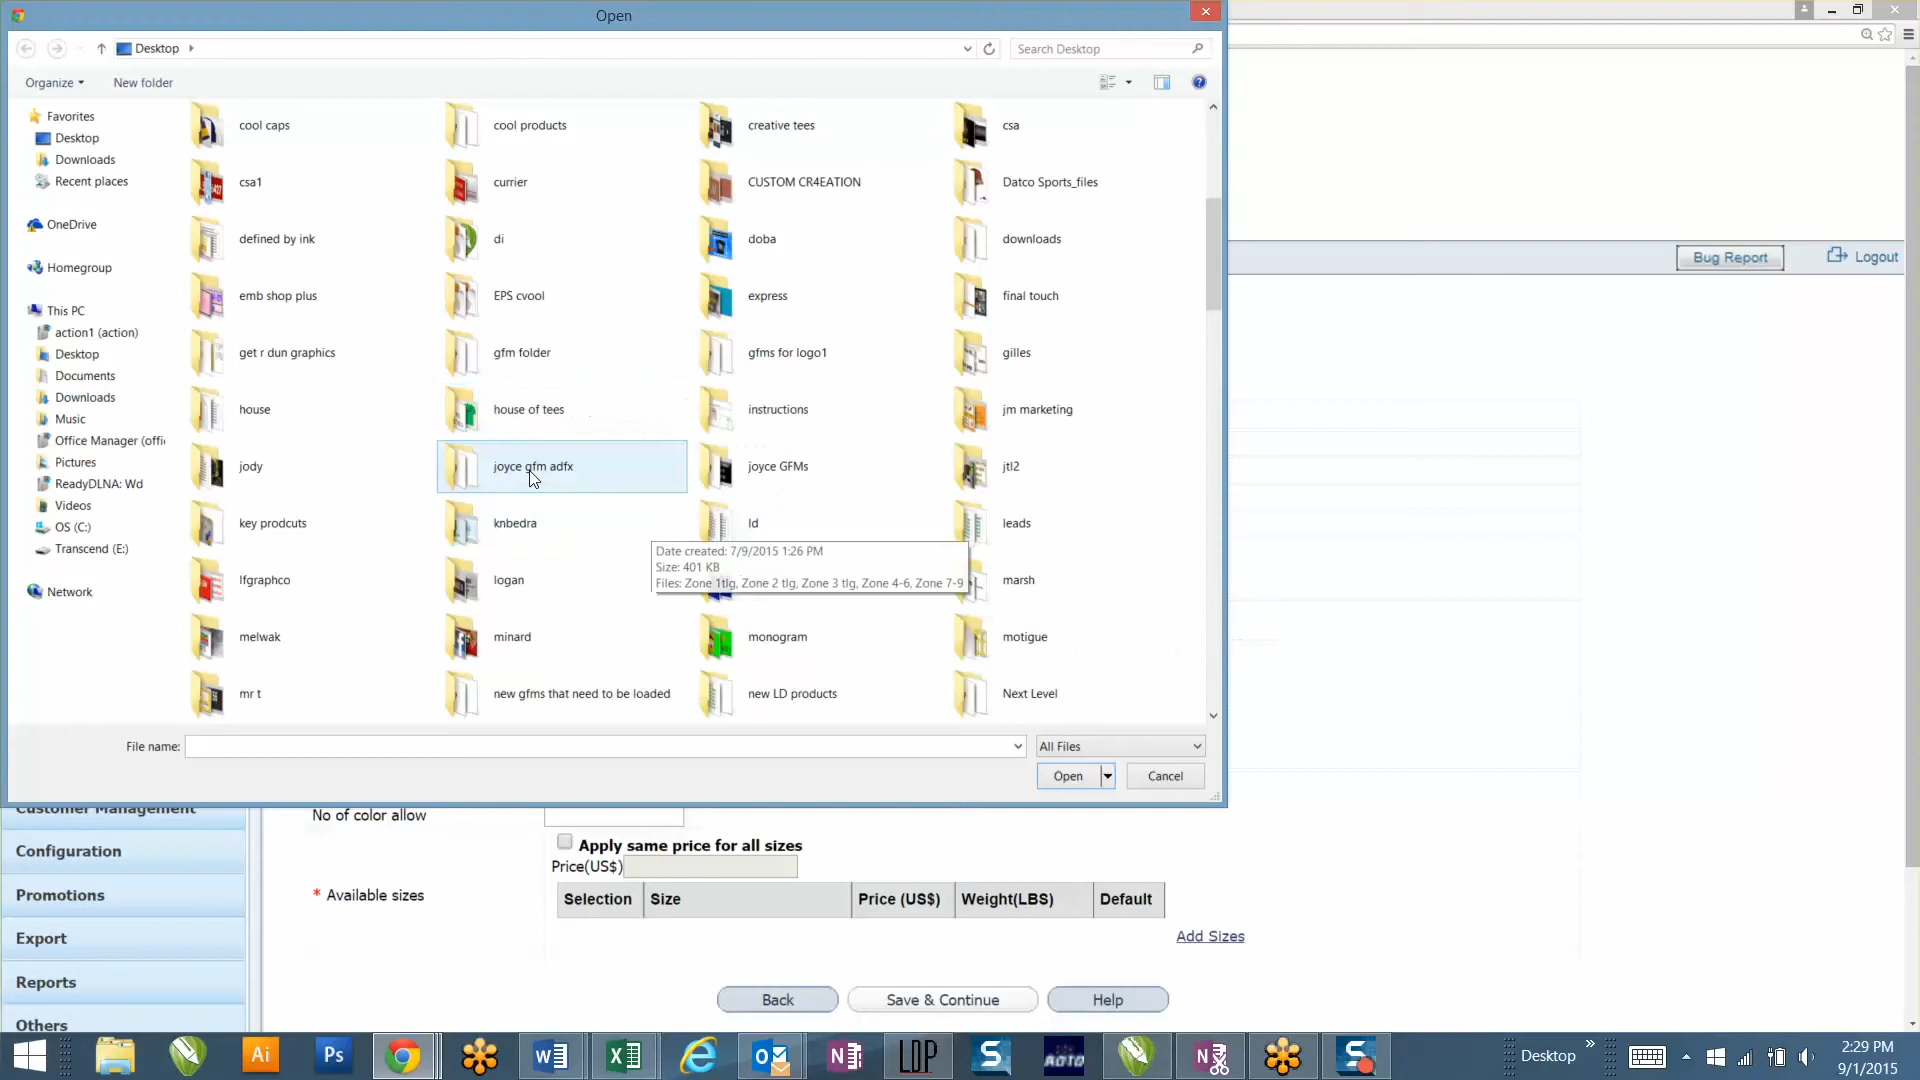 Open
Desktop
Search Desktop
Organize
New folder
Favorites
Desktop
Downloads
Recent places
OneDrive
Homegroup
This PC
action1 (action)
Desktop
Documents
Downloads
Music
Office Manager (offi
Pictures
ReadyDLNA: Wd
Videos
OS (C:)
Transcend (E:)
Network
cool caps
cool products
creative tees
csa
csa1
currier
CUSTOM CR4EATION
Datco Sports_files
defined by ink
di
doba
downloads
emb shop plus
EPS cvool
express
final touch
get r dun graphics
gfm folder
gfms for logo1
gilles
house
house of tees
instructions
jm marketing
jody
joyce gfm adfx
joyce GFMs
jtl2
key prodcuts
knbedra
ld
leads
Date created: 7/9/2015 1:26 PM
Size: 401 KB
Files: Zone 1tlg, Zone 2 tlg, Zone 3 tlg, Zone 4-6, Zone 7-9
lfgraphco
logan
marsh
melwak
minard
monogram
motigue
mr t
new gfms that need to be loaded
new LD products
Next Level
File name:
All Files
Open
Cancel
Bug Report
Logout
Customer Management
Configuration
Promotions
Export
Reports
Others
No of color allow
Apply same price for all sizes
Price(US$)
* Available sizes
Selection
Size
Price (US$)
Weight(LBS)
Default
Add Sizes
Back
Save & Continue
Help
Ai
Ps
LDP
AOTO
Desktop
2:29 PM
9/1/2015